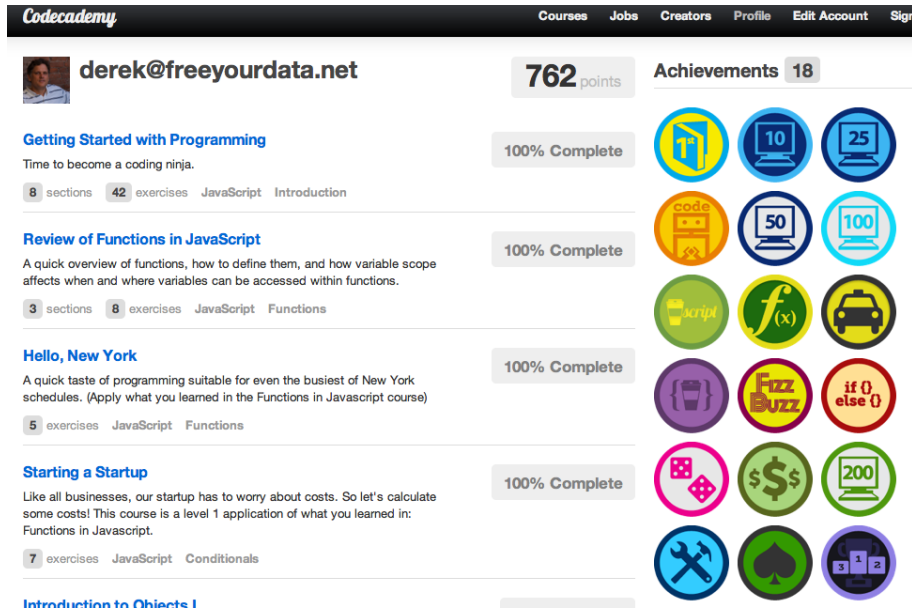 Codecademy
Courses Jobs Creators Profile Edit Account
derek@freeyourdata.net
762 points
Getting Started with Programming
Time to become a coding ninja.
8 sections 42 exercises JavaScript Introduction
100% Complete
Review of Functions in JavaScript
A quick overview of functions, how to define them, and how variable scope
affects when and where variables can be accessed within functions.
3 sections 8 exercises JavaScript Functions
100% Complete
Hello, New York
A quick taste of programming suitable for even the busiest of New York
schedules. (Apply what you learned in the Functions in Javascript course)
5 exercises JavaScript Functions
100% Complete
Starting a Startup
Like all businesses, our startup has to worry about costs. So let's calculate
some costs! This course is a level 1 application of what you learned in:
Functions in Javascript.
7 exercises JavaScript Conditionals
100% Complete
Introduction to Objects I
Achievements 18
1st
10
25
code
50
100
script
f(x)
{ }
FIZZ
BUZZ
if {}
else {}
$$$
200
3 1 2